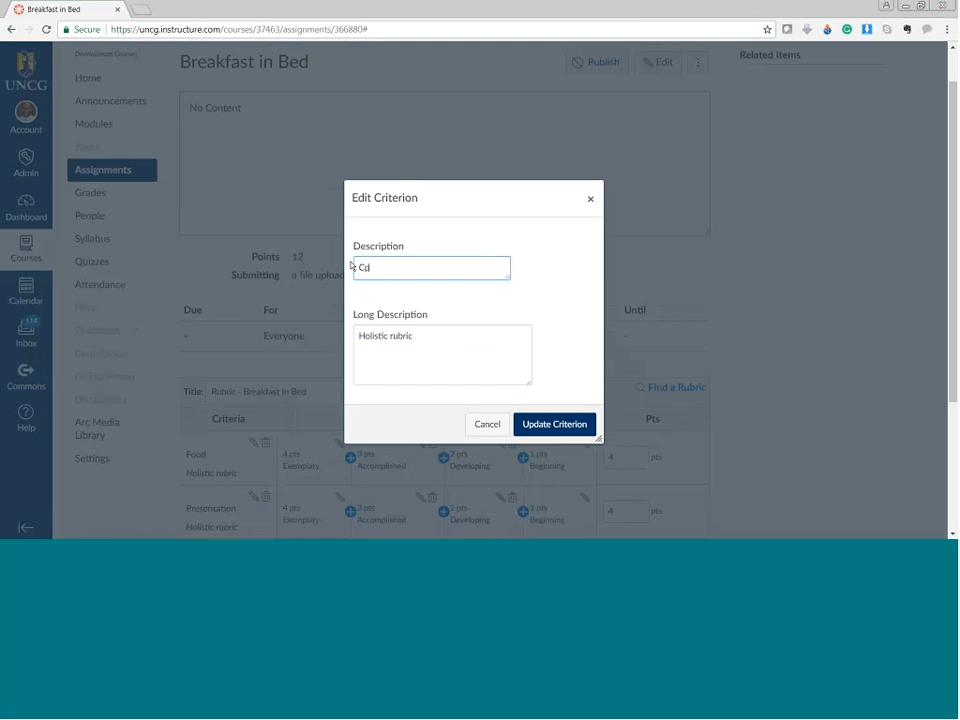 Breakfast in Bed
Secure https://uncg.instructure.com/courses/37463/assignments/366880#
UNCG
Account
Admin
Dashboard
Courses
Calendar
114
Inbox
Commons
Help
Development Course
Home
Announcements
Modules
Pages
Assignments
Grades
People
Syllabus
Quizzes
Attendance
Files
Outcomes
Conferences
Arc Media
Library
Settings
Breakfast in Bed
Publish
Edit
Related Items
No Content
Points 12
Submitting a file upload
Due For Until
- Everyone -
Title: Rubric - Breakfast in Bed
Find a Rubric
Criteria Pts
Food
Holistic rubric
4 pts
Exemplary
3 pts
Accomplished
2 pts
Developing
1 pts
Beginning
4 pts
Presentation
Holistic rubric
4 pts
Exemplary
3 pts
Accomplished
2 pts
Developing
1 pts
Beginning
4 pts
Edit Criterion
×
Description
Cp
Long Description
Holistic rubric
Cancel
Update Criterion